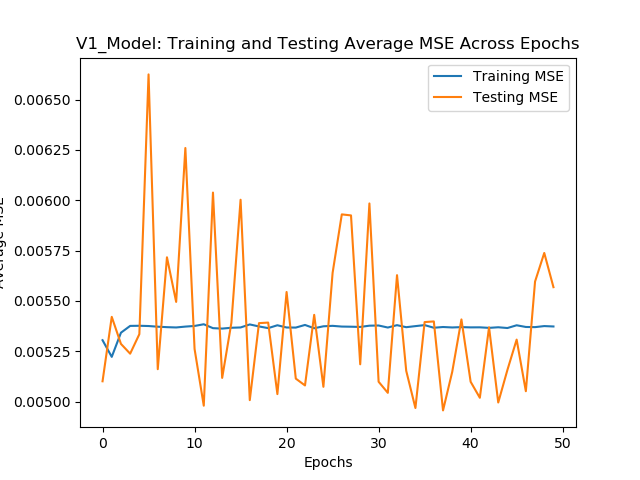 V1_Model: Training and Testing Average MSE Across Epochs
Training MSE
Testing MSE
0.00650
0.00625
0.00600
0.00575
0.00550
0.00525
0.00500
Average MSE
0
10
20
30
40
50
Epochs